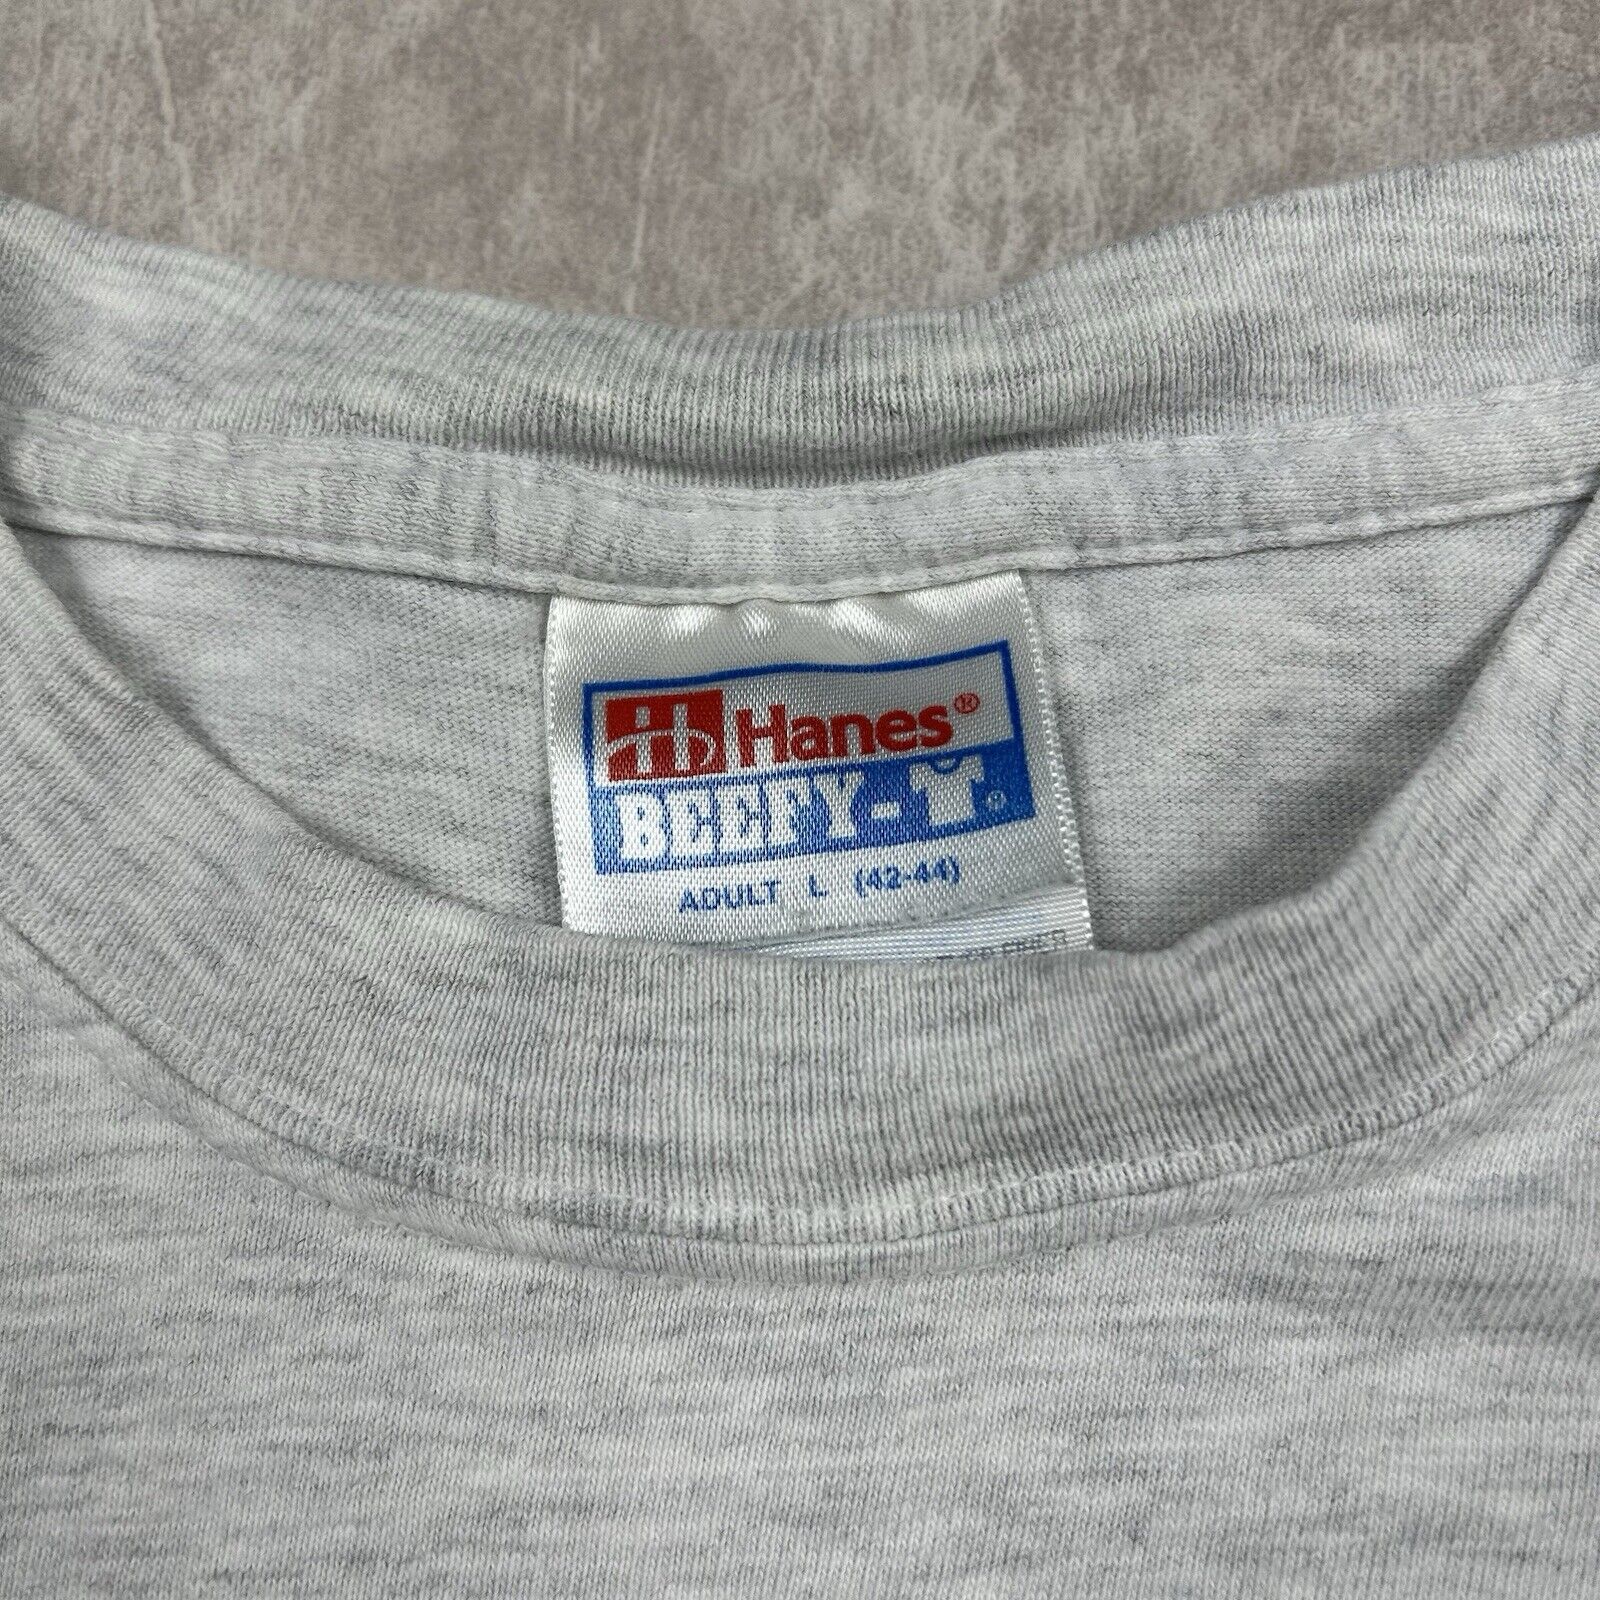 Hanes®
BEEFY-T®
ADULT L (42-44)